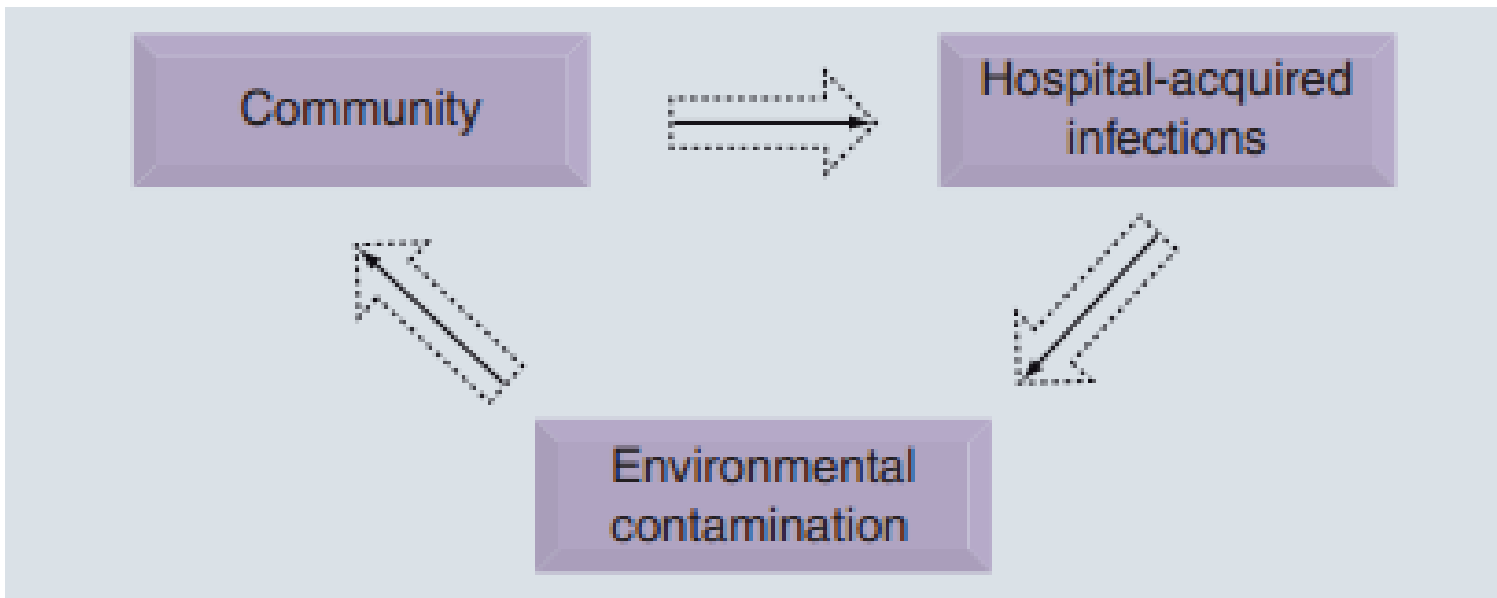 Community
Hospital-acquired
infections
Environmental
contamination